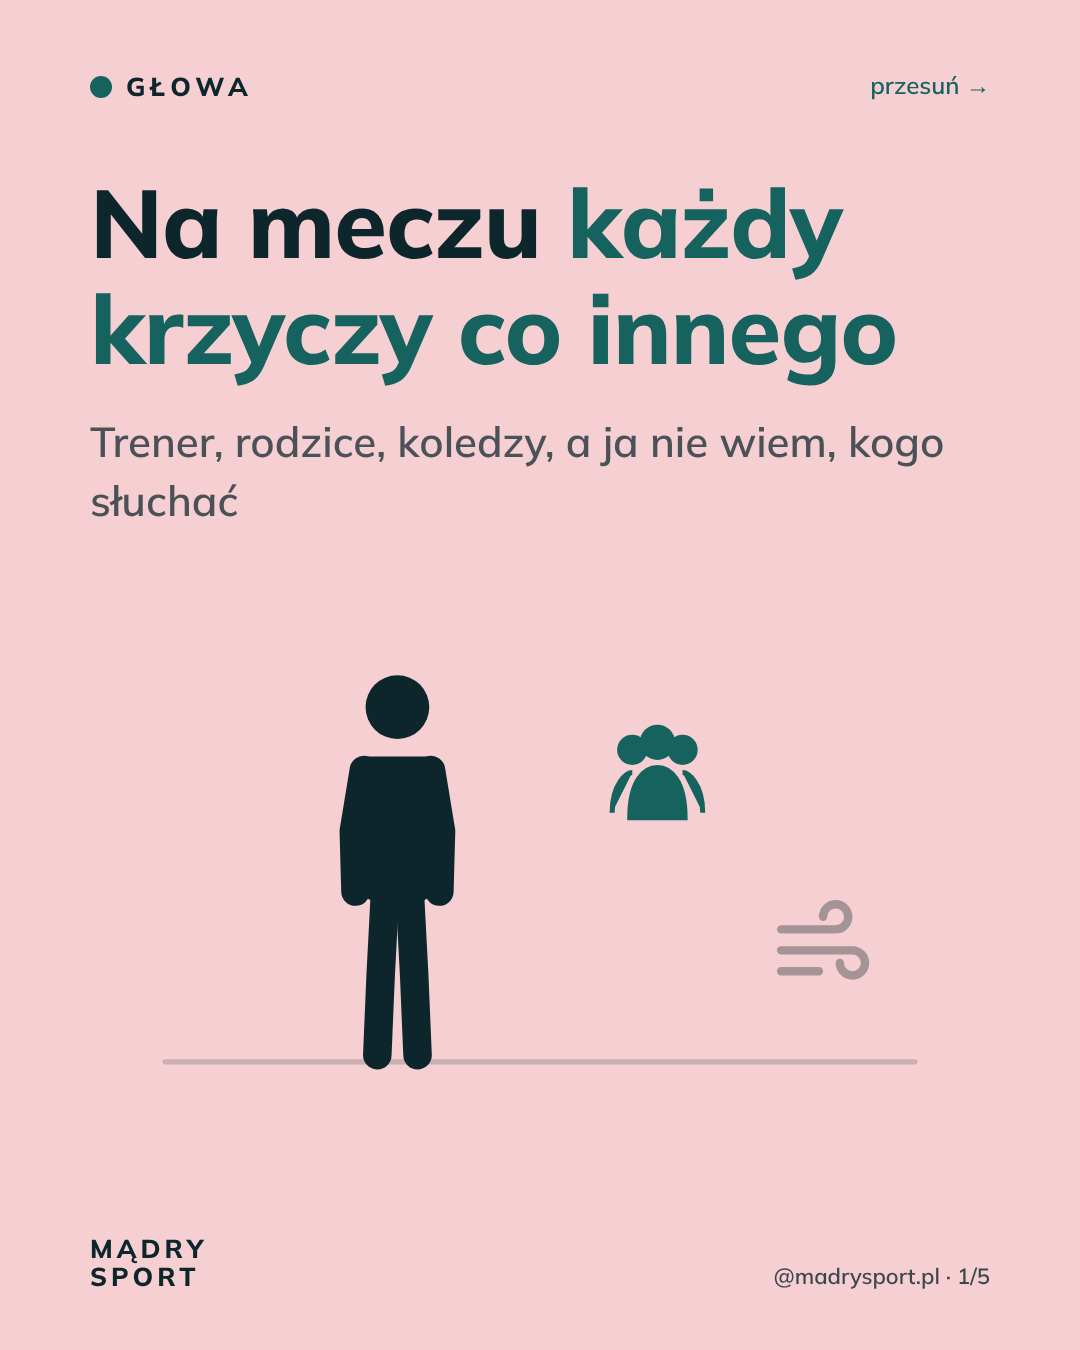 GŁOWA
przesuń →
Na meczu każdy
krzyczy co innego
Trener, rodzice, koledzy, a ja nie wiem, kogo
słuchać
MĄDRY
SPORT
@madrysport.pl · 1/5